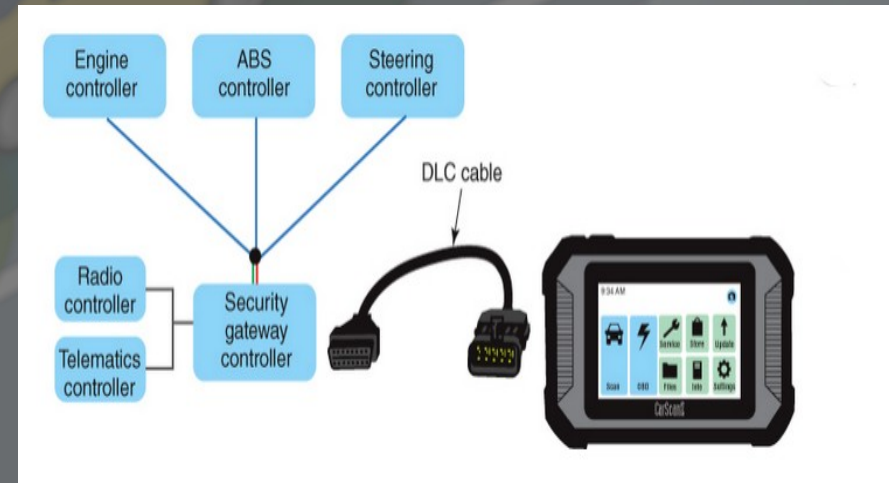 Engine
controller
ABS
controller
Steering
controller
DLC cable
Radio
controller
Security
gateway
controller
Telematics
controller
9:34 AM
Service
Store
Update
Scan
OBD
Files
Info
Settings